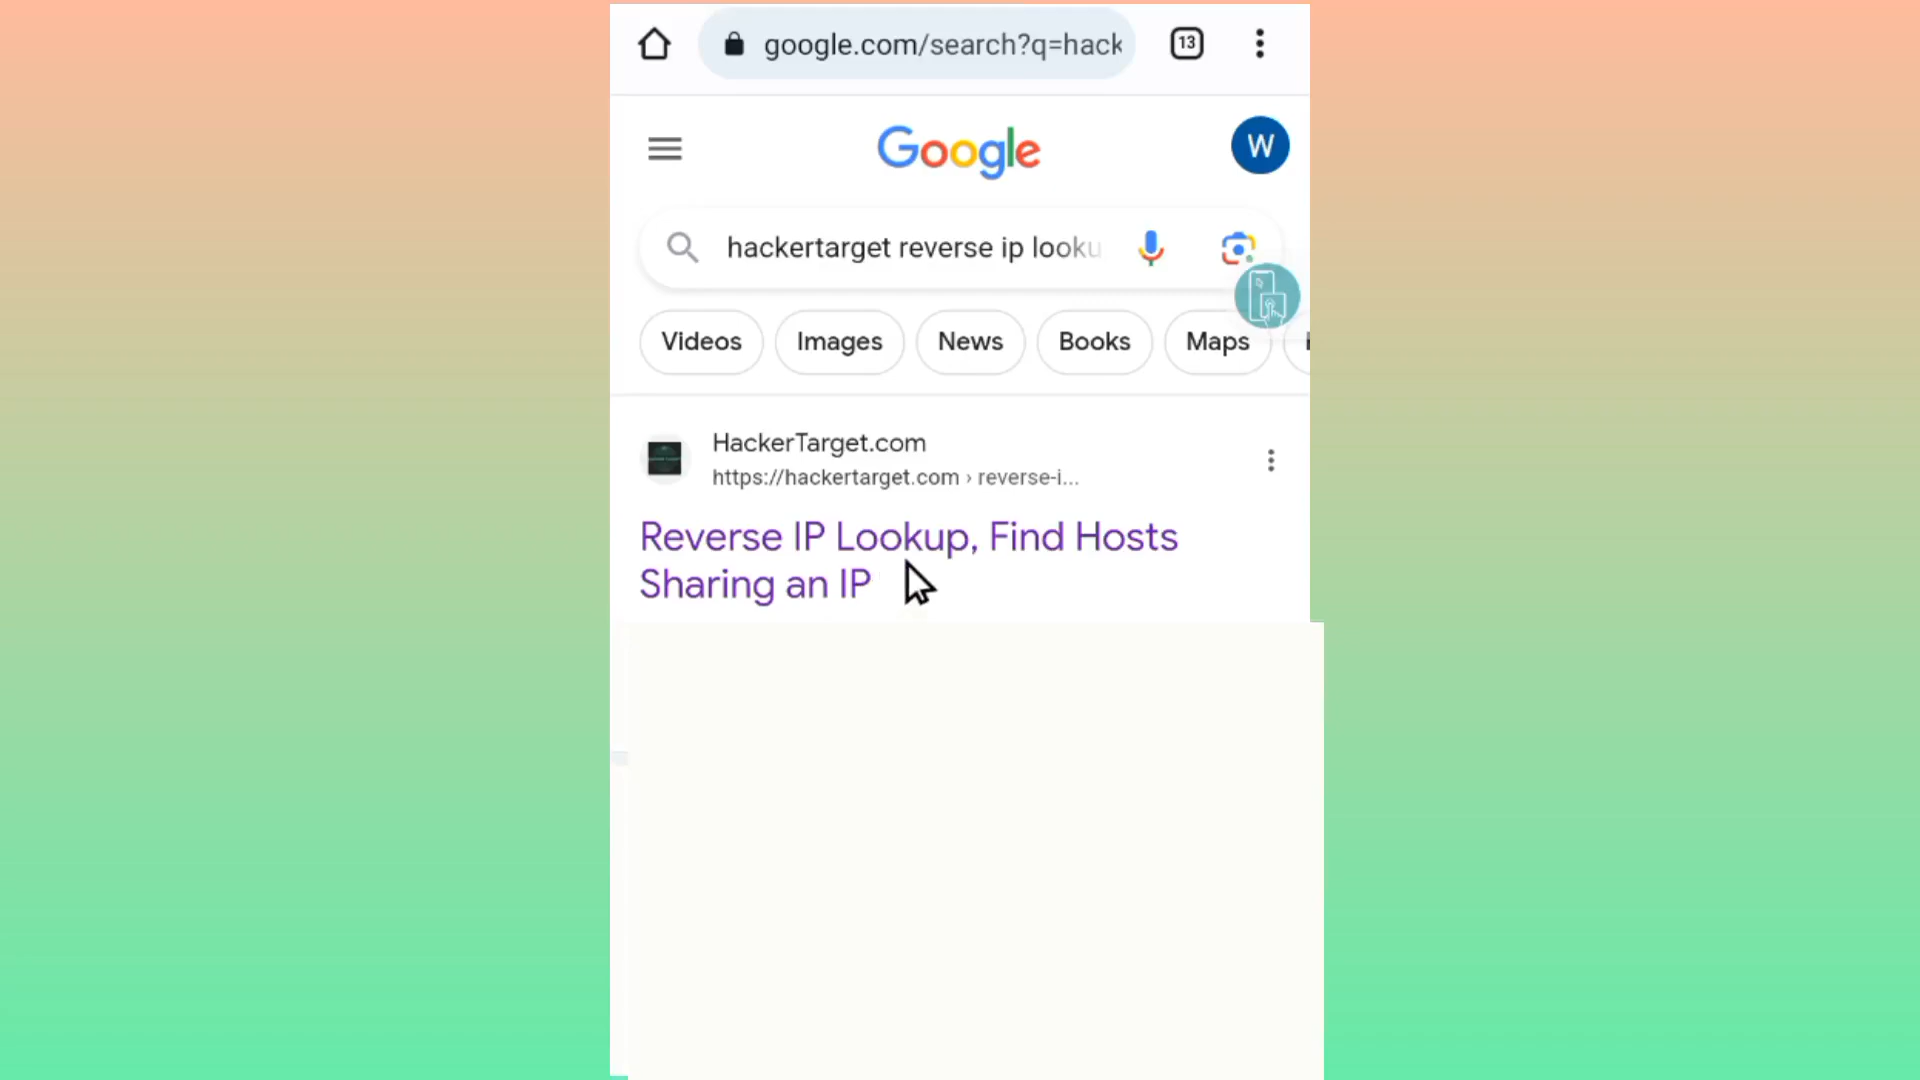 google.com/search?q=hack
13
Google
W
hackertarget reverse ip looku
Videos
Images
News
Books
Maps
HackerTarget.com
https://hackertarget.com › reverse-i...
Reverse IP Lookup, Find Hosts
Sharing an IP